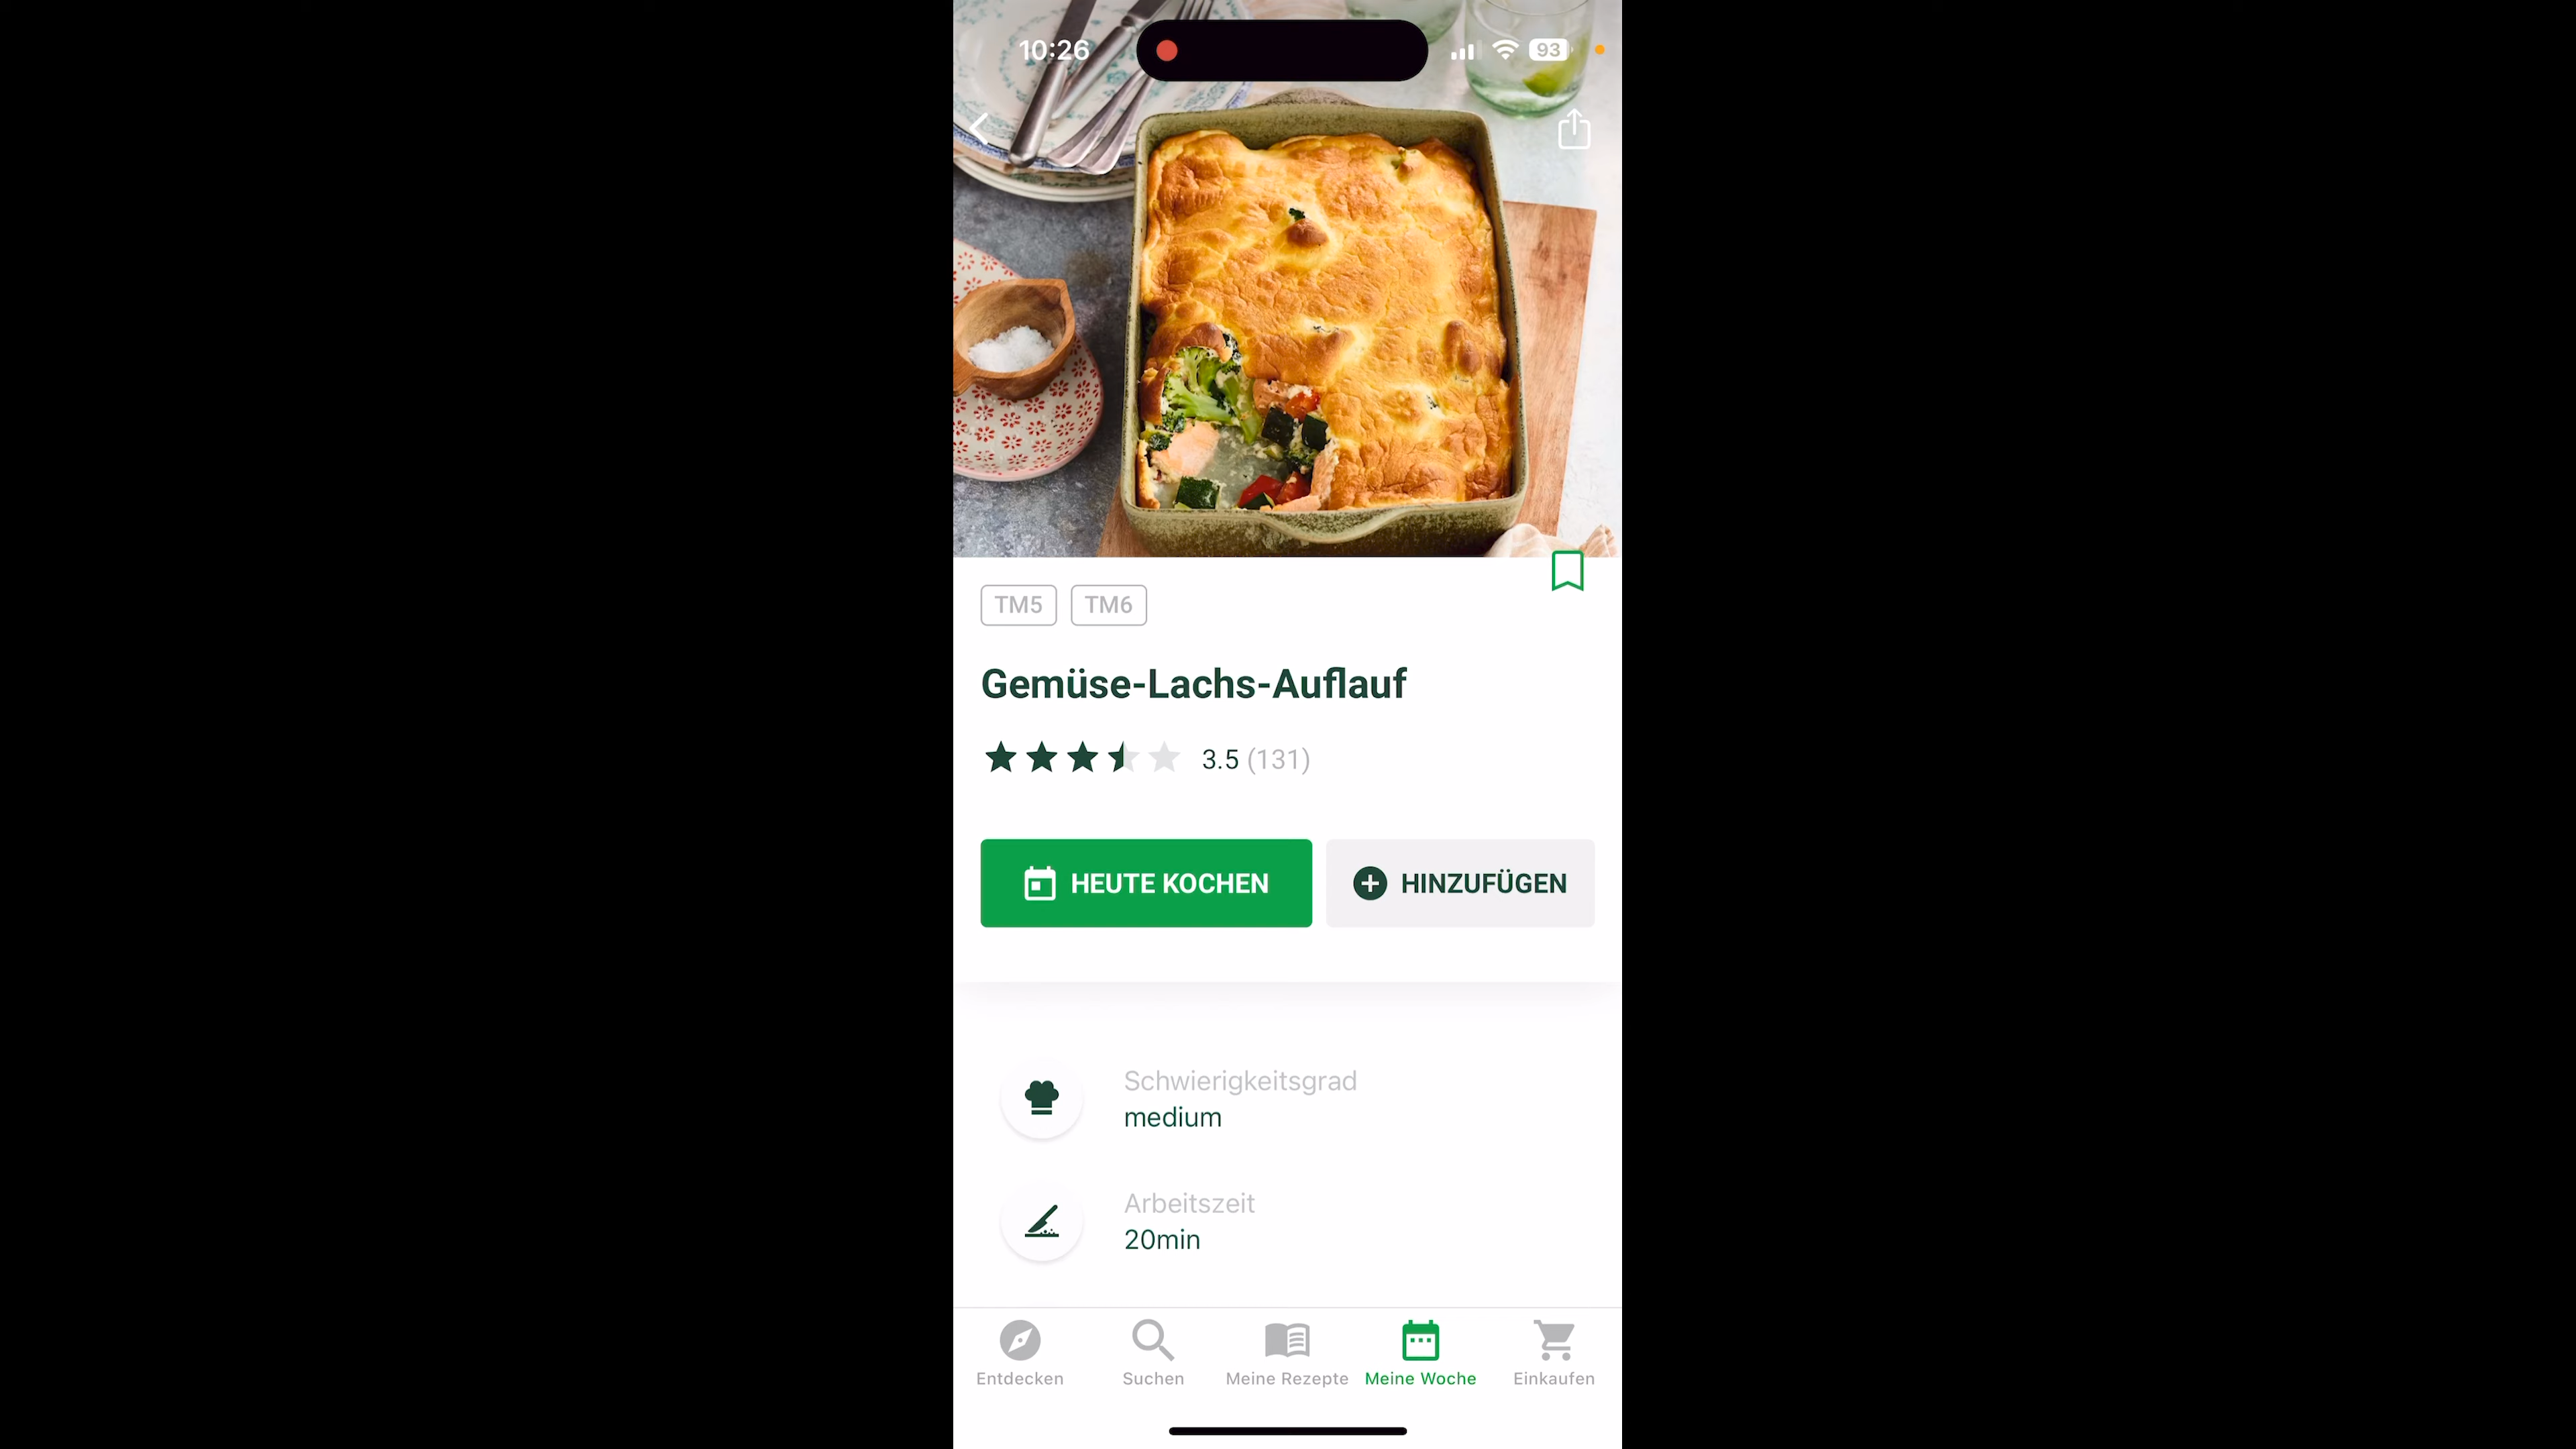 10:26
93
TM5 TM6
Gemüse-Lachs-Auflauf
3.5 (131)
HEUTE KOCHEN
HINZUFÜGEN
Schwierigkeitsgrad
medium
Arbeitszeit
20min
Entdecken Suchen Meine Rezepte Meine Woche Einkaufen